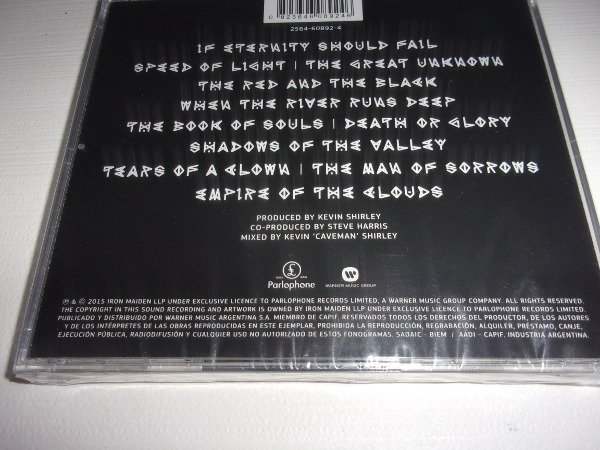 0 825646 089246
2564-60892-4
IF ETERNITY SHOULD FAIL
SPEED OF LIGHT | THE GREAT UNKNOWN
THE RED AND THE BLACK
WHEN THE RIVER RUNS DEEP
THE BOOK OF SOULS | DEATH OR GLORY
SHADOWS OF THE VALLEY
TEARS OF A CLOWN | THE MAN OF SORROWS
EMPIRE OF THE CLOUDS
PRODUCED BY KEVIN SHIRLEY
CO-PRODUCED BY STEVE HARRIS
MIXED BY KEVIN 'CAVEMAN' SHIRLEY
Parlophone
WARNER MUSIC GROUP
℗ & © 2015 IRON MAIDEN LLP UNDER EXCLUSIVE LICENCE TO PARLOPHONE RECORDS LIMITED, A WARNER MUSIC GROUP COMPANY. ALL RIGHTS RESERVED.
THE COPYRIGHT IN THIS SOUND RECORDING AND ARTWORK IS OWNED BY IRON MAIDEN LLP UNDER EXCLUSIVE LICENCE TO PARLOPHONE RECORDS LIMITED.
PUBLICADO Y DISTRIBUIDO POR WARNER MUSIC ARGENTINA S.A. MIEMBRO DE CAPIF. RESERVADOS TODOS LOS DERECHOS DEL PRODUCTOR, DE LOS AUTORES
Y DE LOS INTÉRPRETES DE LAS OBRAS REPRODUCIDAS EN ESTE EJEMPLAR. PROHIBIDA LA REPRODUCCIÓN, REGRABACIÓN, ALQUILER, PRÉSTAMO, CANJE,
EJECUCIÓN PÚBLICA, RADIODIFUSIÓN Y CUALQUIER USO NO AUTORIZADO DE ESTOS FONOGRAMAS. SADAIC - BIEM / AADI - CAPIF. INDUSTRIA ARGENTINA.